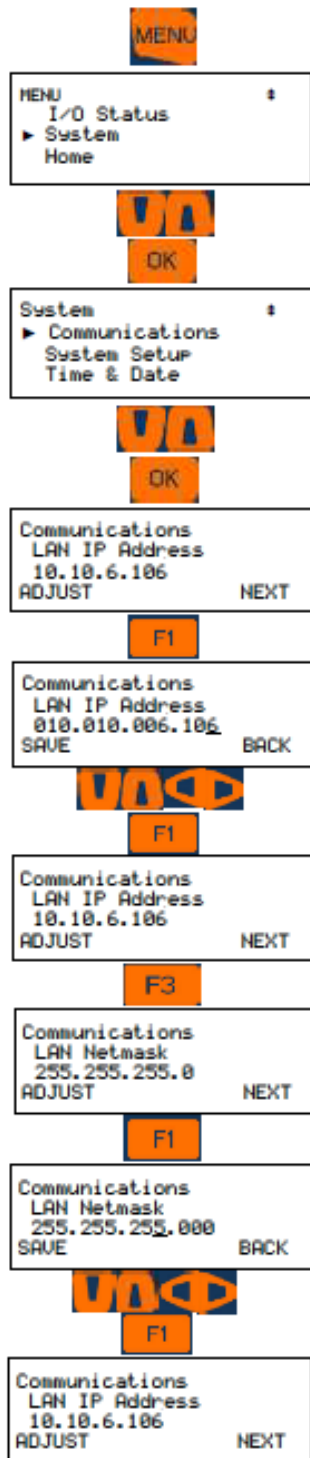 MENU
MENU
I/O Status
► System
Home
OK
System
► Communications
System Setup
Time & Date
OK
Communications
LAN IP Address
10.10.6.106
ADJUST NEXT
F1
Communications
LAN IP Address
010.010.006.106
SAVE BACK
F1
Communications
LAN IP Address
10.10.6.106
ADJUST NEXT
F3
Communications
LAN Netmask
255.255.255.0
ADJUST NEXT
F1
Communications
LAN Netmask
255.255.255.000
SAVE BACK
F1
Communications
LAN IP Address
10.10.6.106
ADJUST NEXT